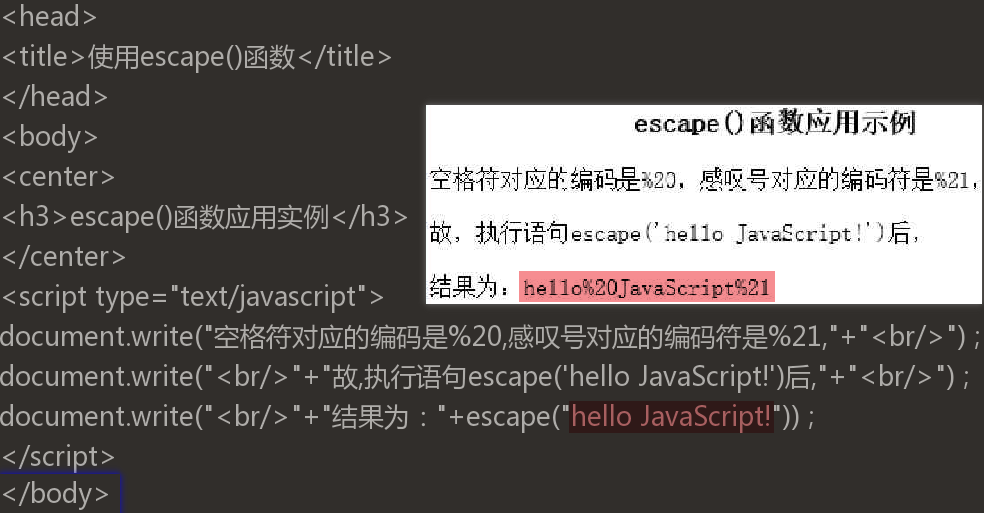 <head>
<title>使用escape()函数</title>
</head>
<body>
<center>
<h3>escape()函数应用实例</h3>
</center>
<script type="text/javascript">
document.write("空格符对应的编码是%20,感叹号对应的编码符是%21,"+"<br/>") ;
document.write("<br/>"+"故,执行语句escape('hello JavaScript!')后,"+"<br/>") ;
document.write("<br/>"+"结果为："+escape("hello JavaScript!")) ;
</script>
</body>
escape()函数应用示例
空格符对应的编码是%20，感叹号对应的编码符是%21，
故，执行语句escape('hello JavaScript!')后，
结果为：hello%20JavaScript%21